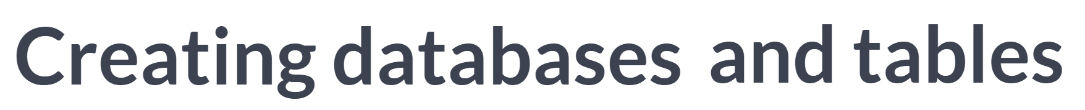 Creating databases and tables